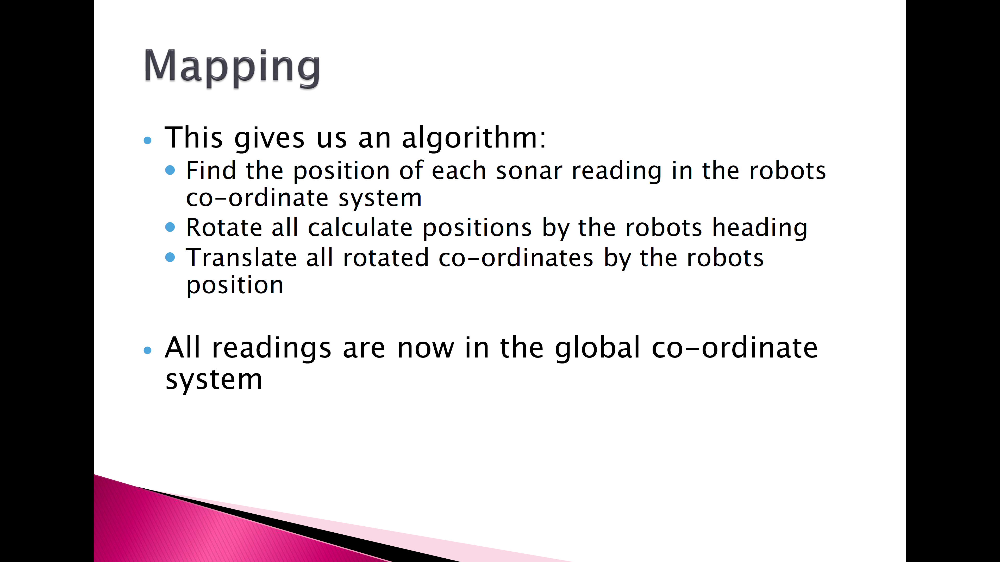 Mapping
This gives us an algorithm:
Find the position of each sonar reading in the robots
co-ordinate system
Rotate all calculate positions by the robots heading
Translate all rotated co-ordinates by the robots
position
All readings are now in the global co-ordinate
system